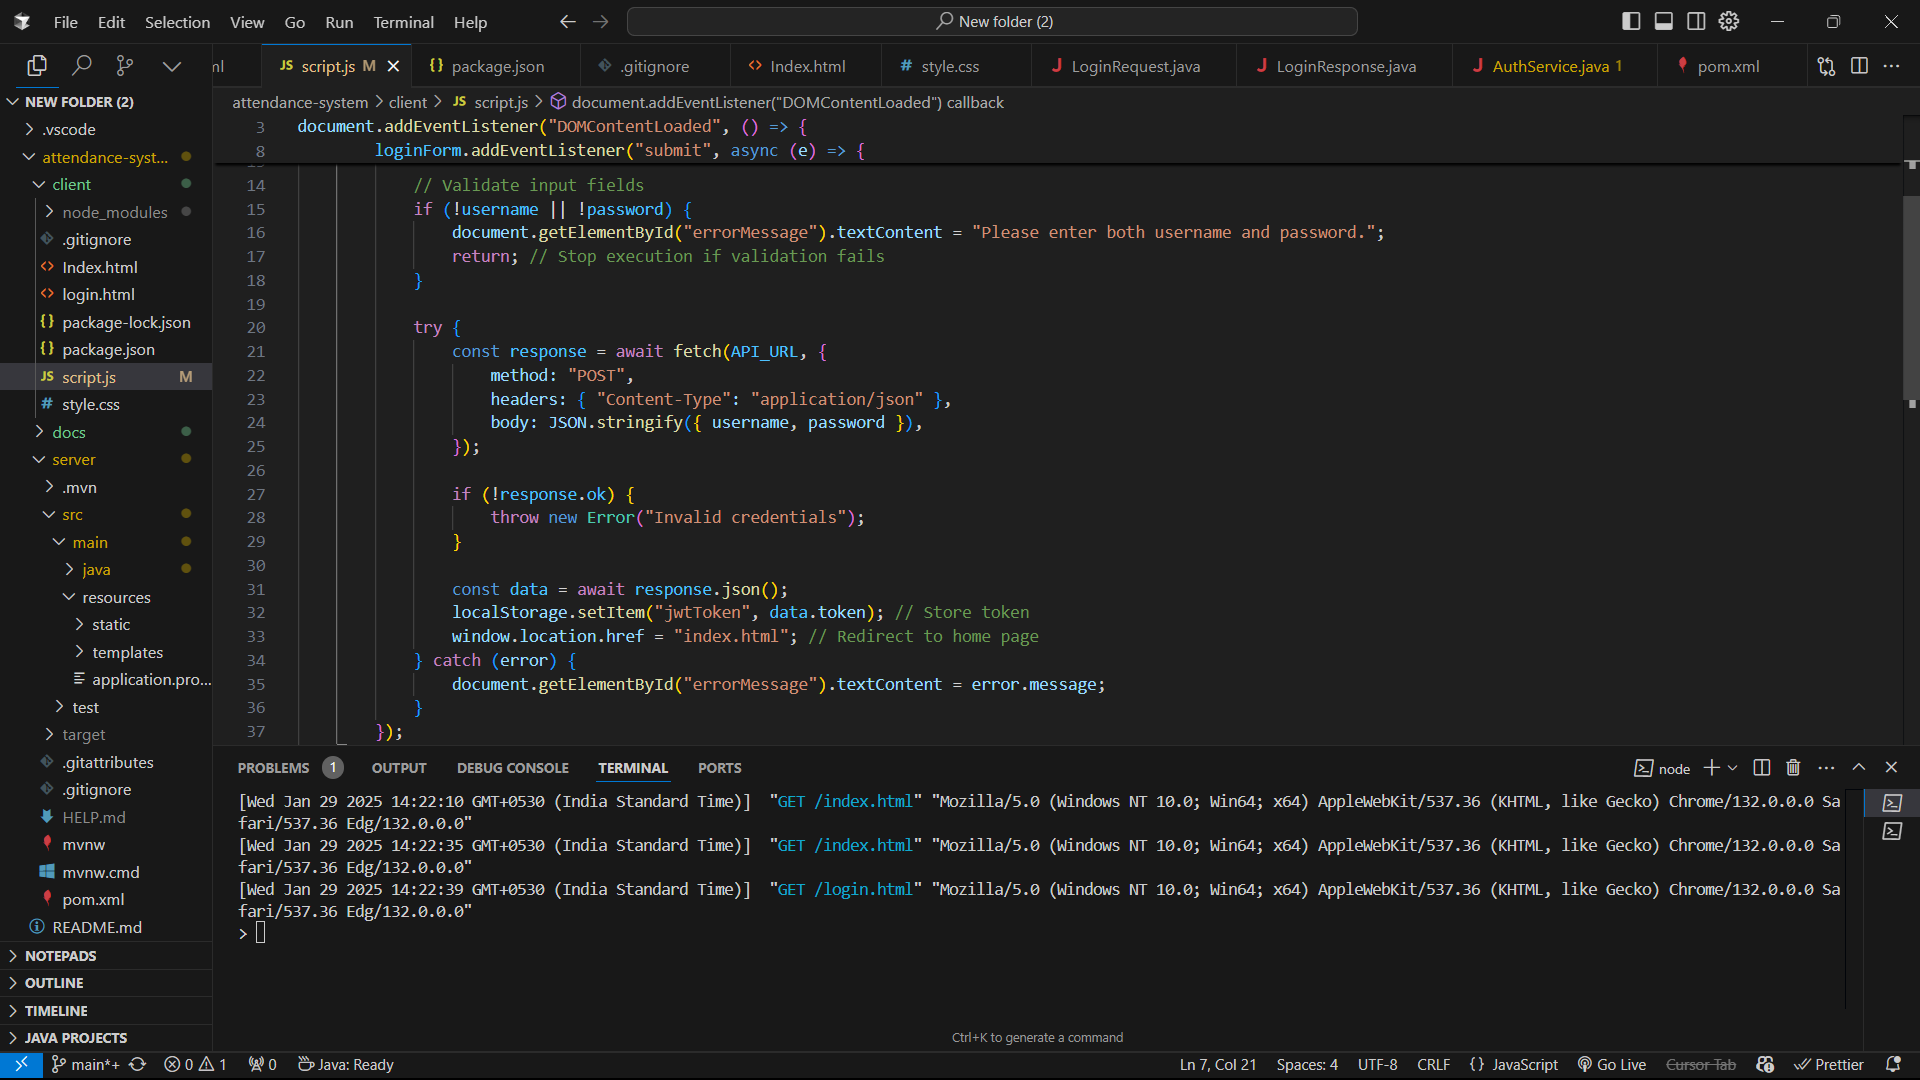 File Edit Selection View Go Run Terminal Help
New folder (2)
ml
JS script.js M
{} package.json
.gitignore
<> Index.html
# style.css
J LoginRequest.java
J LoginResponse.java
J AuthService.java 1
pom.xml
NEW FOLDER (2)
.vscode
attendance-syst...
client
node_modules
.gitignore
<> Index.html
<> login.html
{} package-lock.json
{} package.json
JS script.js M
# style.css
docs
server
.mvn
src
main
java
resources
static
templates
application.pro...
test
target
.gitattributes
.gitignore
HELP.md
mvnw
mvnw.cmd
pom.xml
README.md
NOTEPADS
OUTLINE
TIMELINE
JAVA PROJECTS
attendance-system > client > JS script.js > document.addEventListener("DOMContentLoaded") callback
3 document.addEventListener("DOMContentLoaded", () => {
8 loginForm.addEventListener("submit", async (e) => {
14 // Validate input fields
15 if (!username || !password) {
16 document.getElementById("errorMessage").textContent = "Please enter both username and password.";
17 return; // Stop execution if validation fails
18 }
19
20 try {
21 const response = await fetch(API_URL, {
22 method: "POST",
23 headers: { "Content-Type": "application/json" },
24 body: JSON.stringify({ username, password }),
25 });
26
27 if (!response.ok) {
28 throw new Error("Invalid credentials");
29 }
30
31 const data = await response.json();
32 localStorage.setItem("jwtToken", data.token); // Store token
33 window.location.href = "index.html"; // Redirect to home page
34 } catch (error) {
35 document.getElementById("errorMessage").textContent = error.message;
36 }
37 });
PROBLEMS 1 OUTPUT DEBUG CONSOLE TERMINAL PORTS
node
[Wed Jan 29 2025 14:22:10 GMT+0530 (India Standard Time)] "GET /index.html" "Mozilla/5.0 (Windows NT 10.0; Win64; x64) AppleWebKit/537.36 (KHTML, like Gecko) Chrome/132.0.0.0 Sa
fari/537.36 Edg/132.0.0.0"
[Wed Jan 29 2025 14:22:35 GMT+0530 (India Standard Time)] "GET /index.html" "Mozilla/5.0 (Windows NT 10.0; Win64; x64) AppleWebKit/537.36 (KHTML, like Gecko) Chrome/132.0.0.0 Sa
fari/537.36 Edg/132.0.0.0"
[Wed Jan 29 2025 14:22:39 GMT+0530 (India Standard Time)] "GET /login.html" "Mozilla/5.0 (Windows NT 10.0; Win64; x64) AppleWebKit/537.36 (KHTML, like Gecko) Chrome/132.0.0.0 Sa
fari/537.36 Edg/132.0.0.0"
>
Ctrl+K to generate a command
main*+ 0 1 0 Java: Ready
Ln 7, Col 21 Spaces: 4 UTF-8 CRLF {} JavaScript Go Live Cursor Tab Prettier